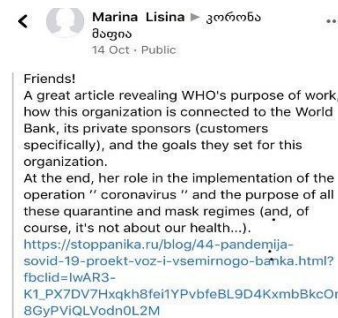 Marina Lisina ▸ კორონა
მაფია
14 Oct · Public
Friends!
A great article revealing WHO's purpose of work,
how this organization is connected to the World
Bank, its private sponsors (customers
specifically), and the goals they set for this
organization.
At the end, her role in the implementation of the
operation '' coronavirus '' and the purpose of all
these quarantine and mask regimes (and, of
course, it's not about our health...).
https://stoppanika.ru/blog/44-pandemija-
sovid-19-proekt-voz-i-vsemirnogo-banka.html?
fbclid=IwAR3-
K1_PX7DV7Hxqkh8fei1YPvbfeBL9D4KxmbBkcOr
8GyPViQLVodn0L2M